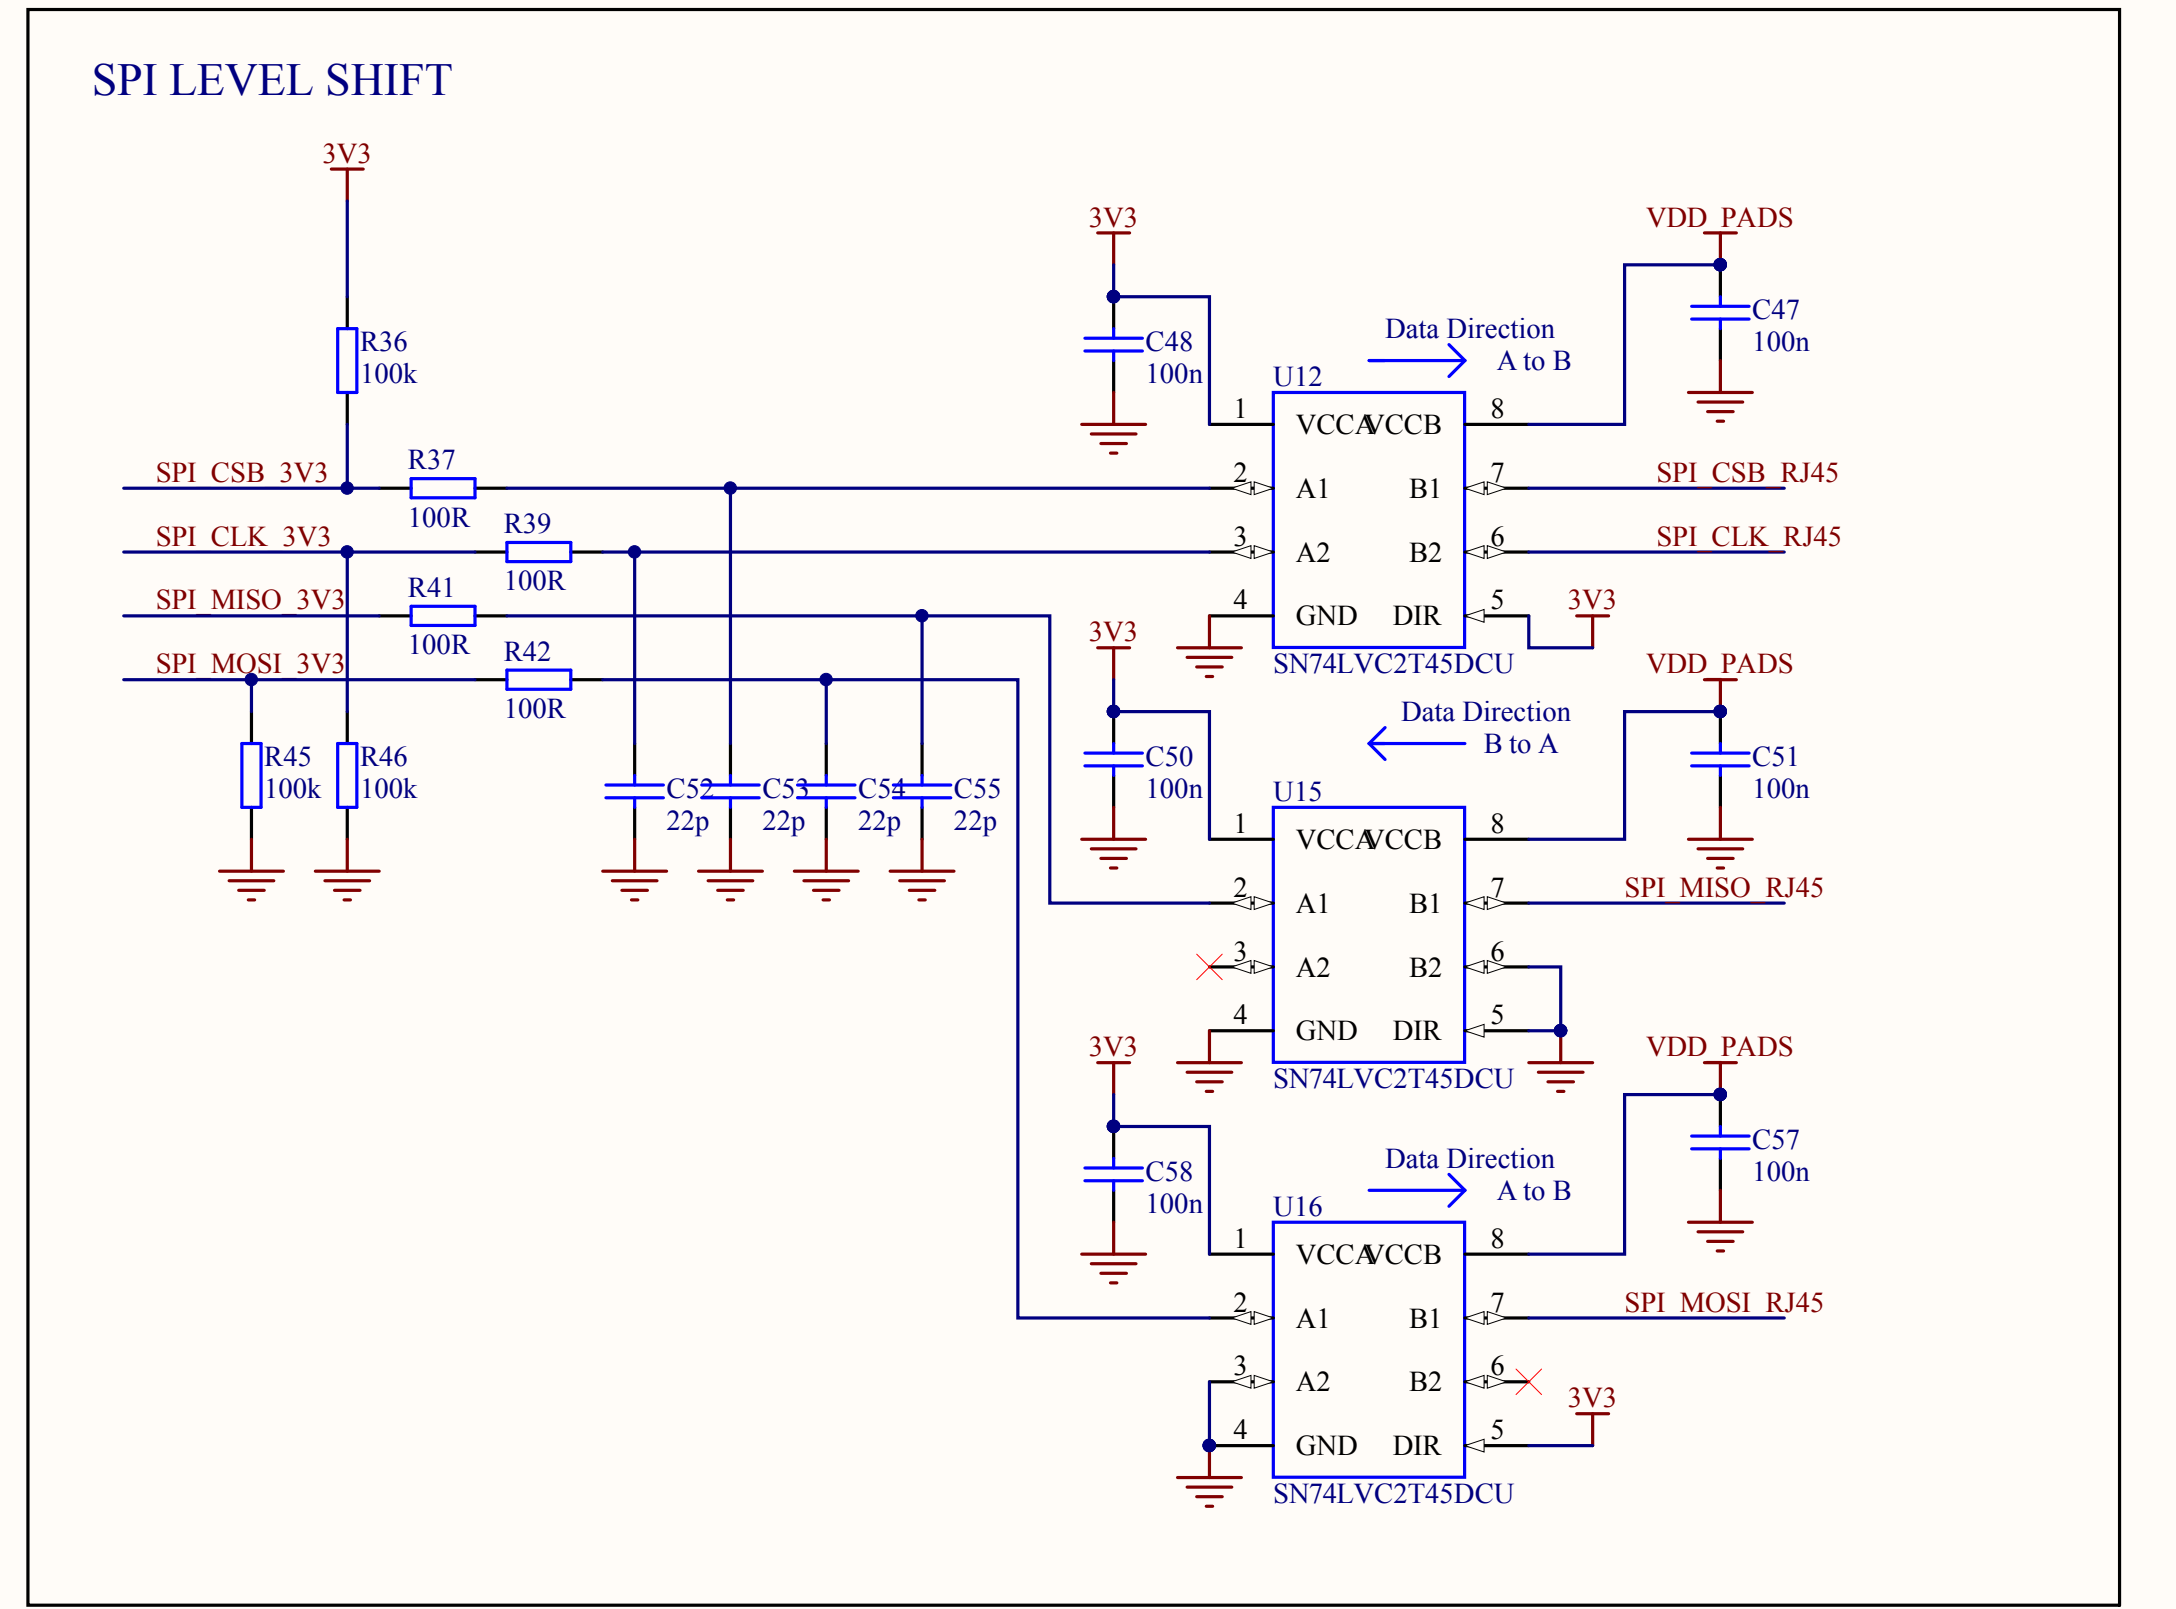 SPI LEVEL SHIFT
3V3
R36
100k
SPI_CSB_3V3
R37
100R
SPI_CLK_3V3
R39
100R
SPI_MISO_3V3
R41
100R
SPI_MOSI_3V3
R42
100R
R45
100k
R46
100k
C52
22p
C53
22p
C54
22p
C55
22p
3V3
C48
100n
VDD_PADS
C47
100n
Data Direction
A to B
U12
1 VCCA VCCB 8
2 A1 B1 7
SPI_CSB_RJ45
3 A2 B2 6
SPI_CLK_RJ45
4 GND DIR 5
3V3
SN74LVC2T45DCU
3V3
C50
100n
VDD_PADS
C51
100n
Data Direction
B to A
U15
1 VCCA VCCB 8
2 A1 B1 7
SPI_MISO_RJ45
3 A2 B2 6
4 GND DIR 5
SN74LVC2T45DCU
3V3
C58
100n
VDD_PADS
C57
100n
Data Direction
A to B
U16
1 VCCA VCCB 8
2 A1 B1 7
SPI_MOSI_RJ45
3 A2 B2 6
4 GND DIR 5
3V3
SN74LVC2T45DCU